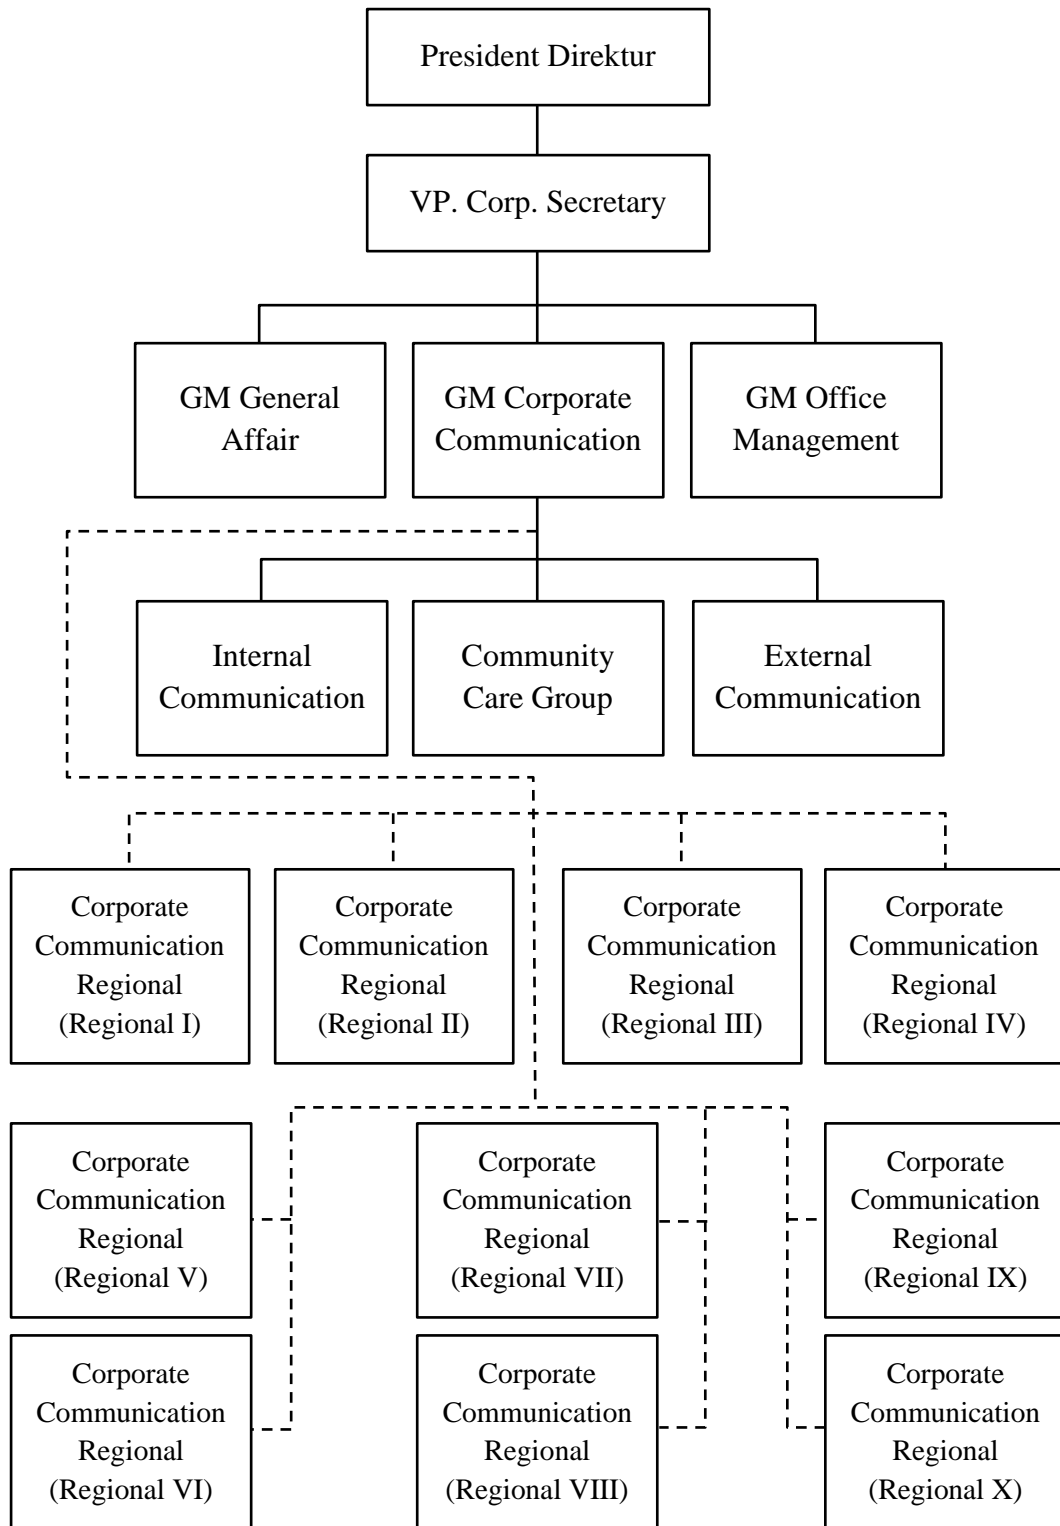 President Direktur
VP. Corp. Secretary
GM General
Affair
GM Corporate
Communication
GM Office
Management
Internal
Communication
Community
Care Group
External
Communication
Corporate
Communication
Regional
(Regional I)
Corporate
Communication
Regional
(Regional II)
Corporate
Communication
Regional
(Regional III)
Corporate
Communication
Regional
(Regional IV)
Corporate
Communication
Regional
(Regional V)
Corporate
Communication
Regional
(Regional VII)
Corporate
Communication
Regional
(Regional IX)
Corporate
Communication
Regional
(Regional VI)
Corporate
Communication
Regional
(Regional VIII)
Corporate
Communication
Regional
(Regional X)